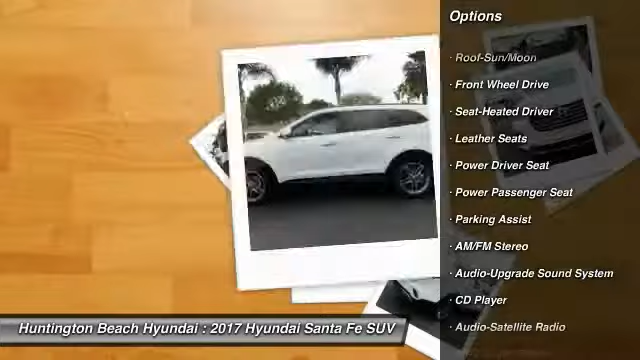 Options
· Roof-Sun/Moon
· Front Wheel Drive
· Seat-Heated Driver
· Leather Seats
· Power Driver Seat
· Power Passenger Seat
· Parking Assist
· AM/FM Stereo
· Audio-Upgrade Sound System
· CD Player
· Audio-Satellite Radio
Huntington Beach Hyundai : 2017 Hyundai Santa Fe SUV